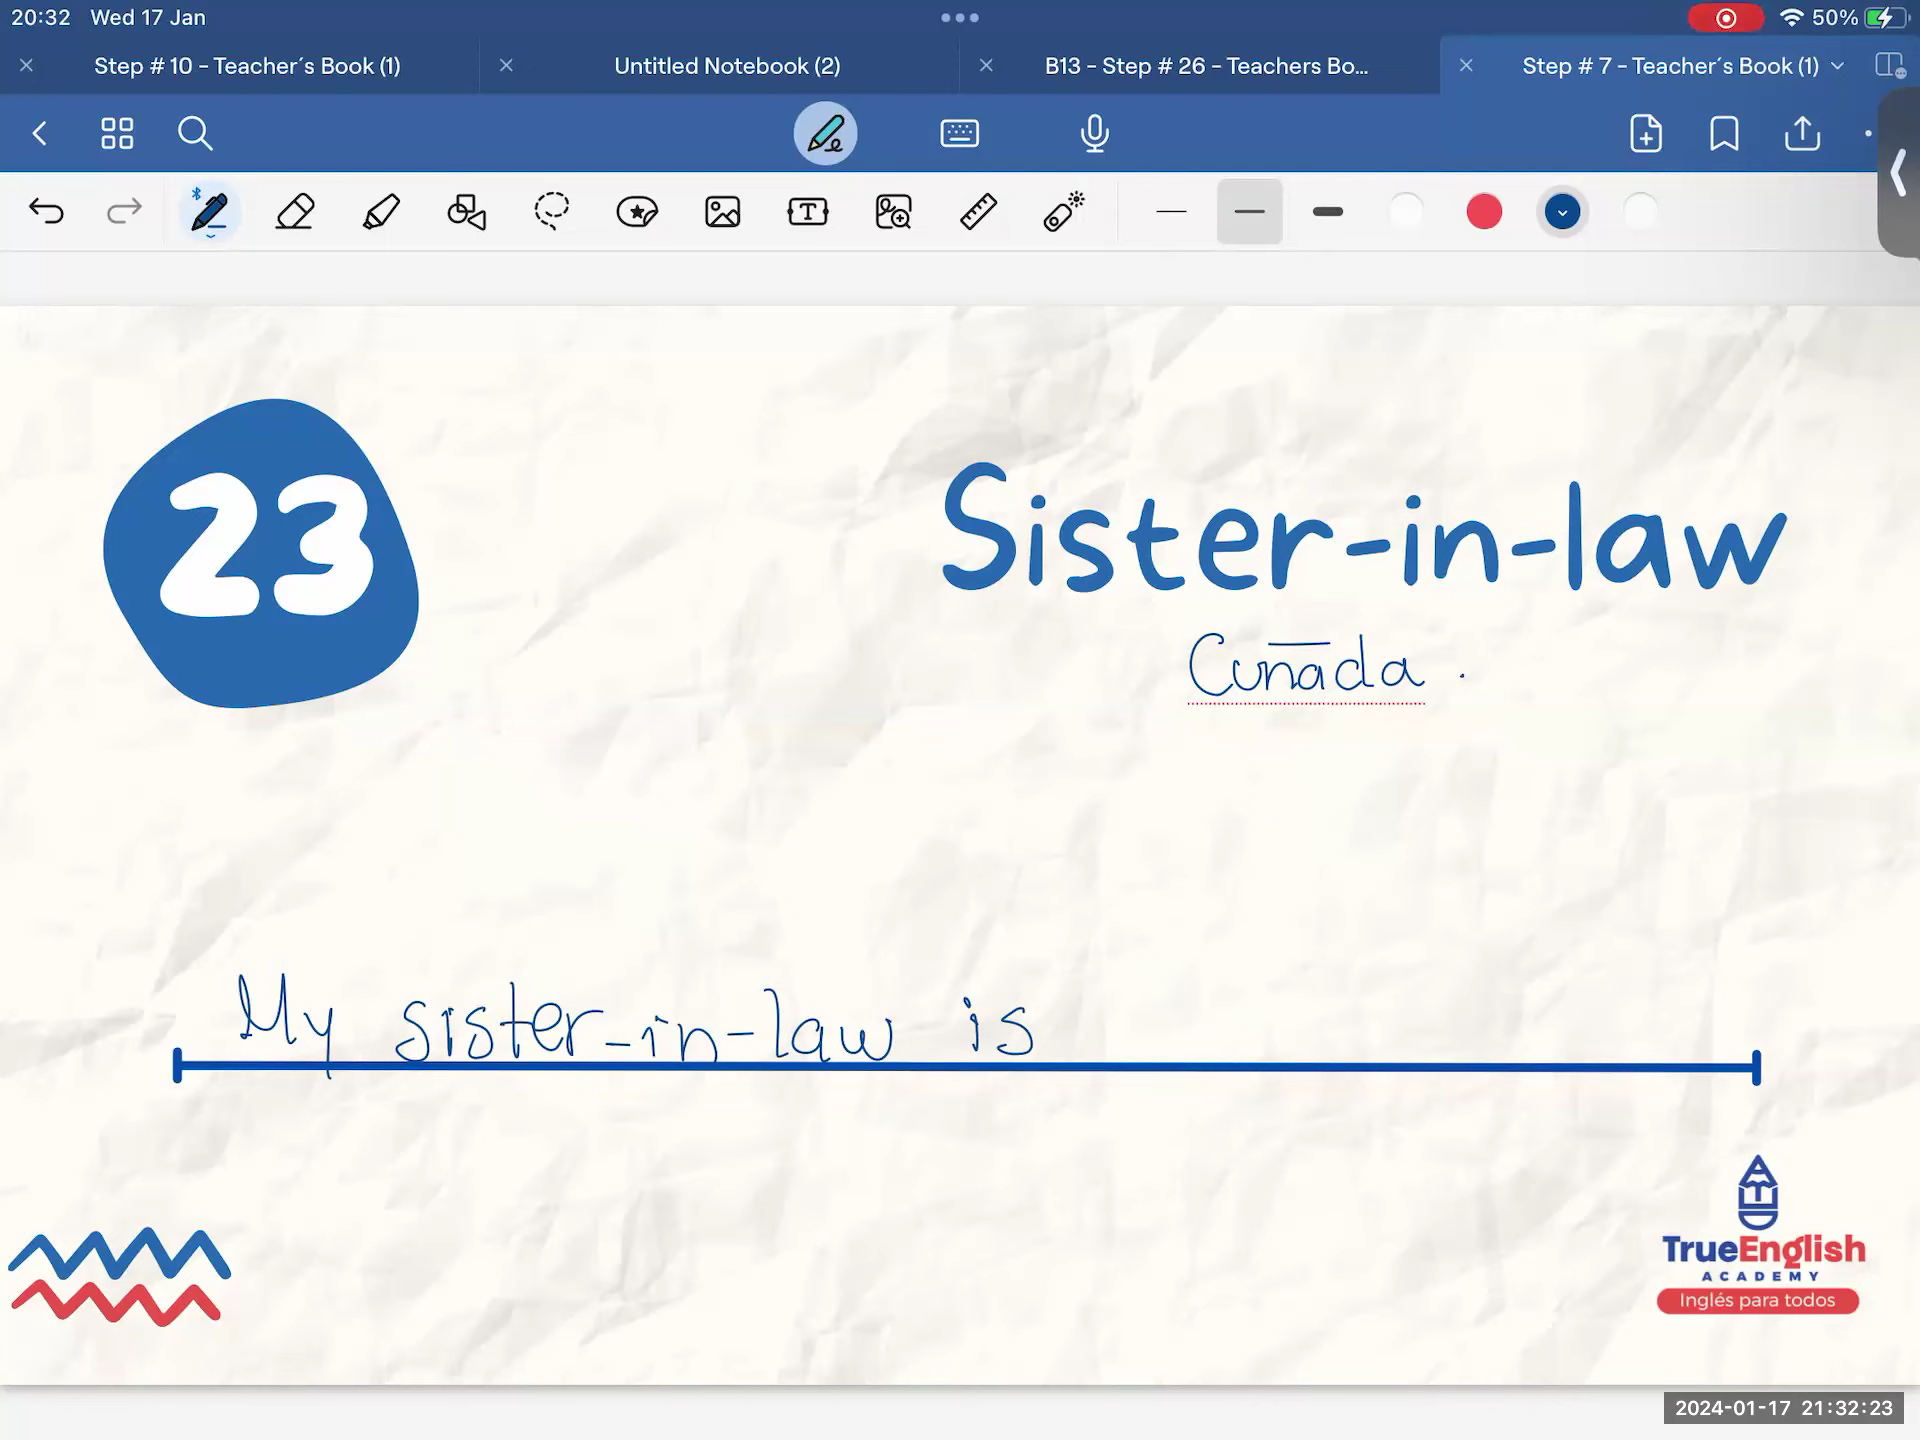 20:32 Wed 17 Jan
50%
Step # 10 - Teacher´s Book (1)
Untitled Notebook (2)
B13 - Step # 26 - Teachers Bo...
Step # 7 - Teacher´s Book (1)
23
Sister-in-law
Cuñada .
My sister-in-law is
TrueEnglish
ACADEMY
Inglés para todos
2024-01-17 21:32:23